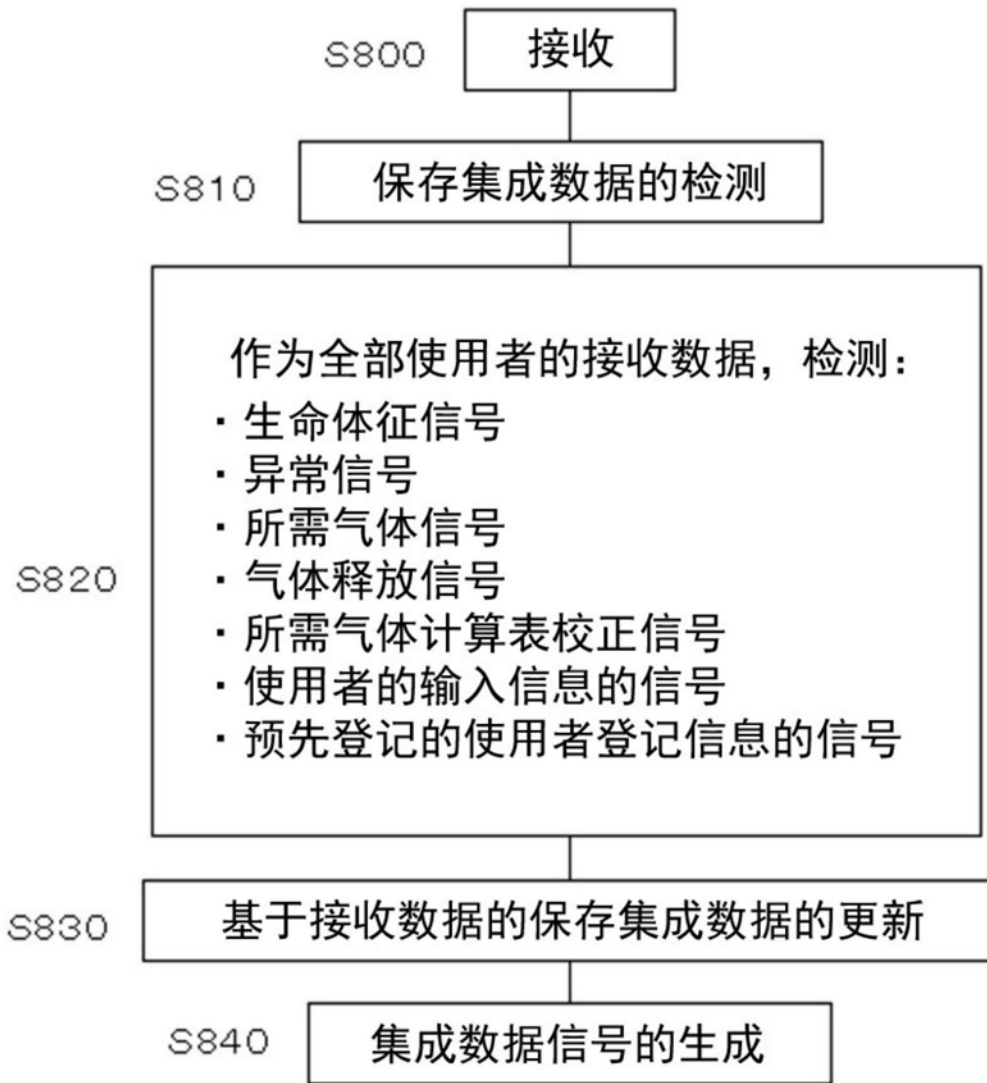 S800
接收
S810
保存集成数据的检测
作为全部使用者的接收数据，检测：
·生命体征信号
·异常信号
·所需气体信号
S820
·气体释放信号
·所需气体计算表校正信号
·使用者的输入信息的信号
·预先登记的使用者登记信息的信号
S830
基于接收数据的保存集成数据的更新
S840
集成数据信号的生成